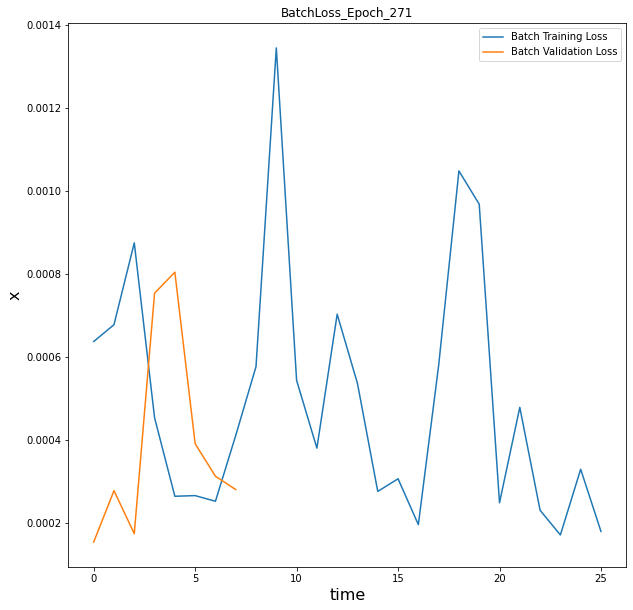 BatchLoss_Epoch_271
Batch Training Loss
Batch Validation Loss
0.0014
0.0012
0.0010
0.0008
0.0006
0.0004
0.0002
x
0 5 10 15 20 25
time